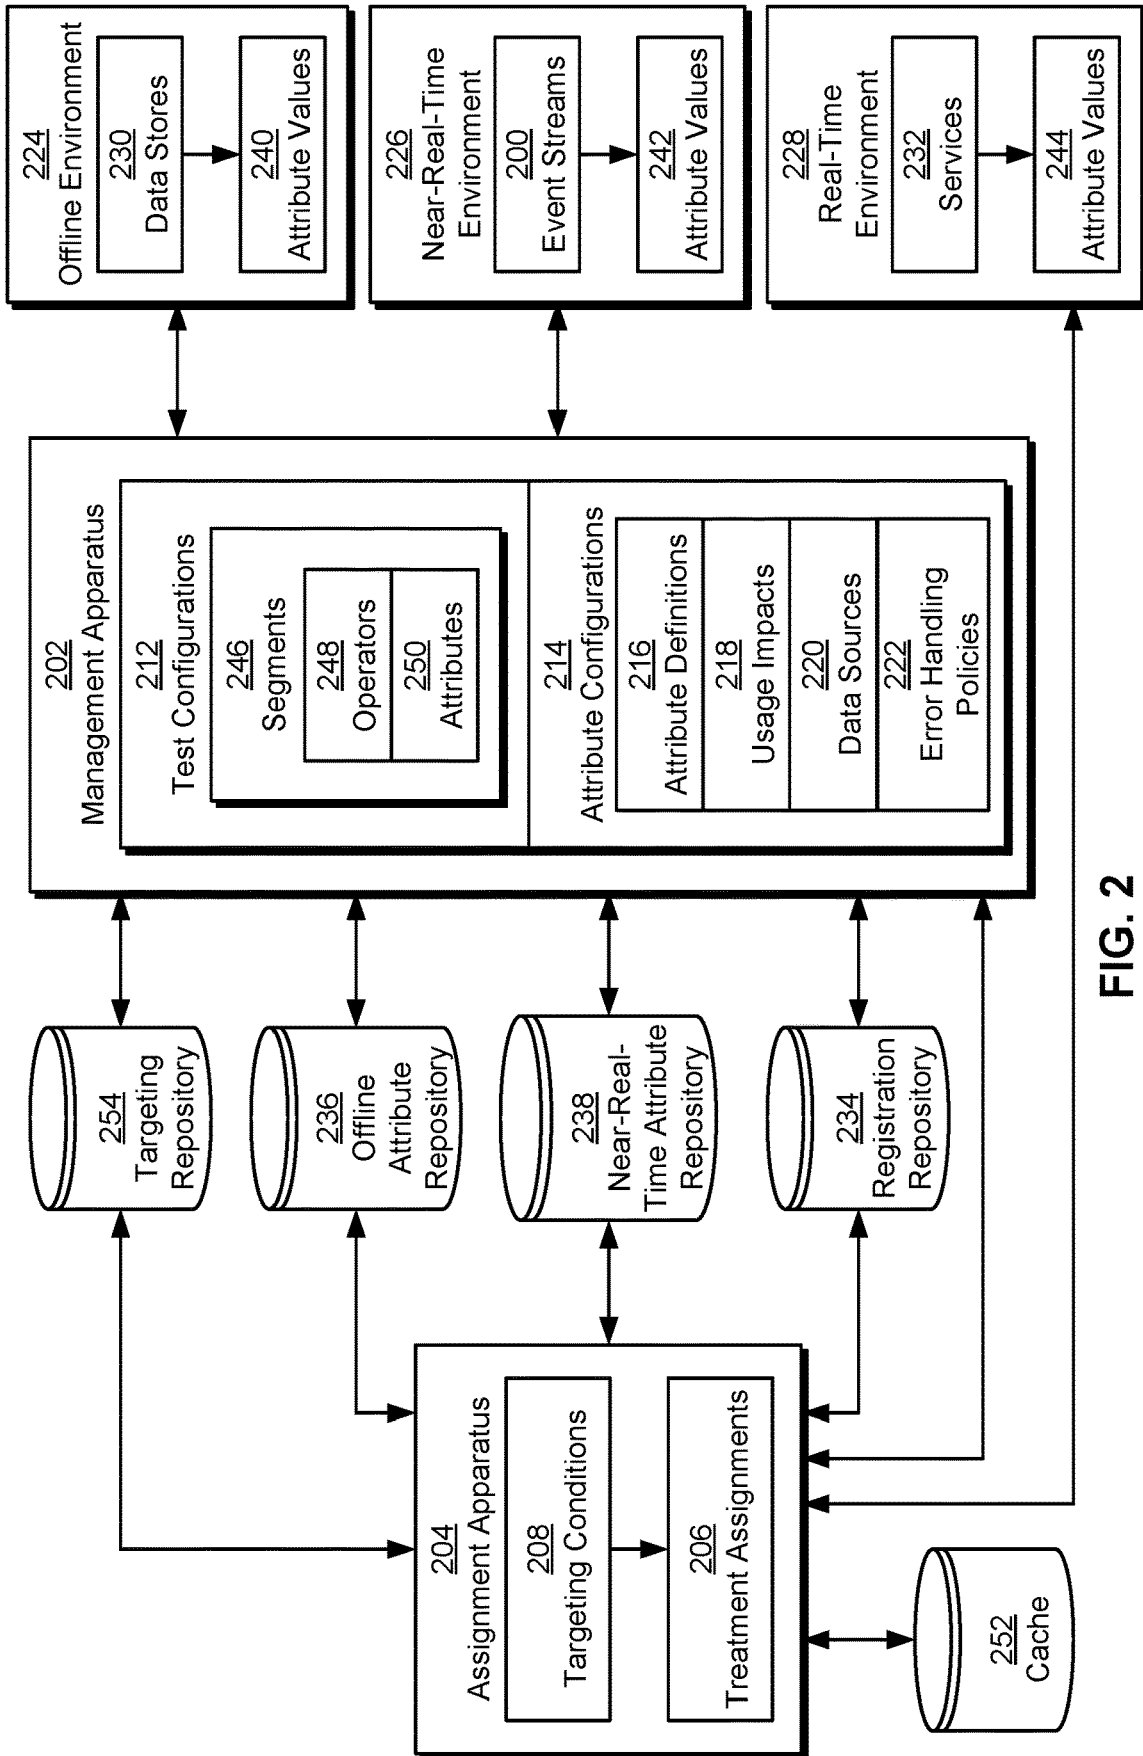 224
Offline Environment
230
Data Stores
240
Attribute Values
226
Near-Real-Time
Environment
200
Event Streams
242
Attribute Values
228
Real-Time
Environment
232
Services
244
Attribute Values
202
Management Apparatus
212
Test Configurations
246
Segments
248
Operators
250
Attributes
214
Attribute Configurations
216
Attribute Definitions
218
Usage Impacts
220
Data Sources
222
Error Handling
Policies
254
Targeting
Repository
236
Offline
Attribute
Repository
238
Near-Real-
Time Attribute
Repository
234
Registration
Repository
204
Assignment Apparatus
208
Targeting Conditions
206
Treatment Assignments
252
Cache
FIG. 2